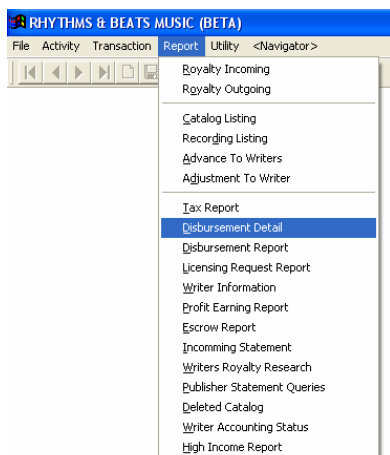 RHYTHMS & BEATS MUSIC (BETA)
File Activity Transaction Report Utility <Navigator>
Royalty Incoming
Royalty Outgoing
Catalog Listing
Recording Listing
Advance To Writers
Adjustment To Writer
Tax Report
Disbursement Detail
Disbursement Report
Licensing Request Report
Writer Information
Profit Earning Report
Escrow Report
Incomming Statement
Writers Royalty Research
Publisher Statement Queries
Deleted Catalog
Writer Accounting Status
High Income Report